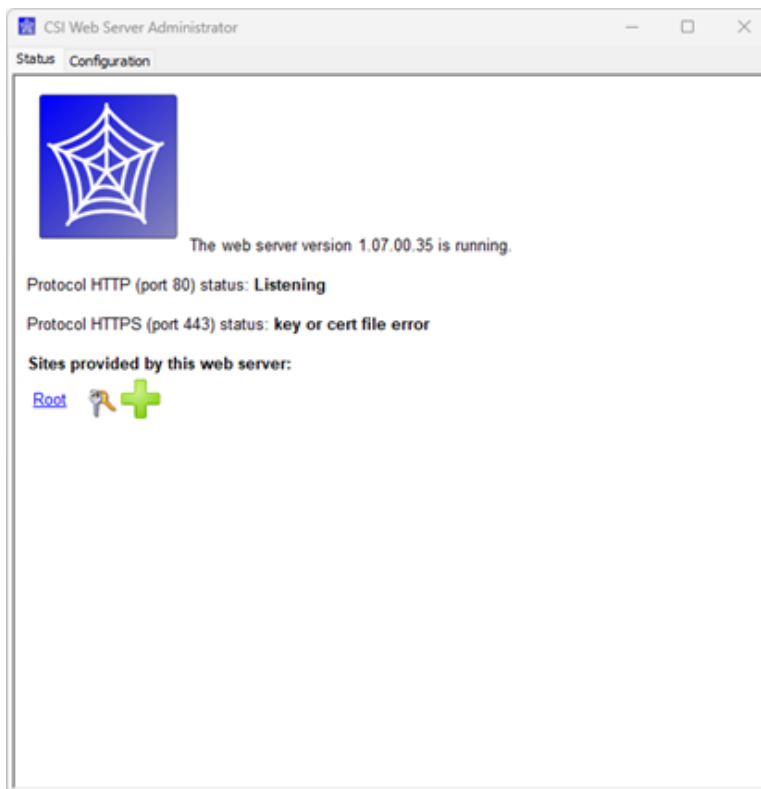 CSI Web Server Administrator
Status Configuration
The web server version 1.07.00.35 is running.
Protocol HTTP (port 80) status: Listening
Protocol HTTPS (port 443) status: key or cert file error
Sites provided by this web server:
Root